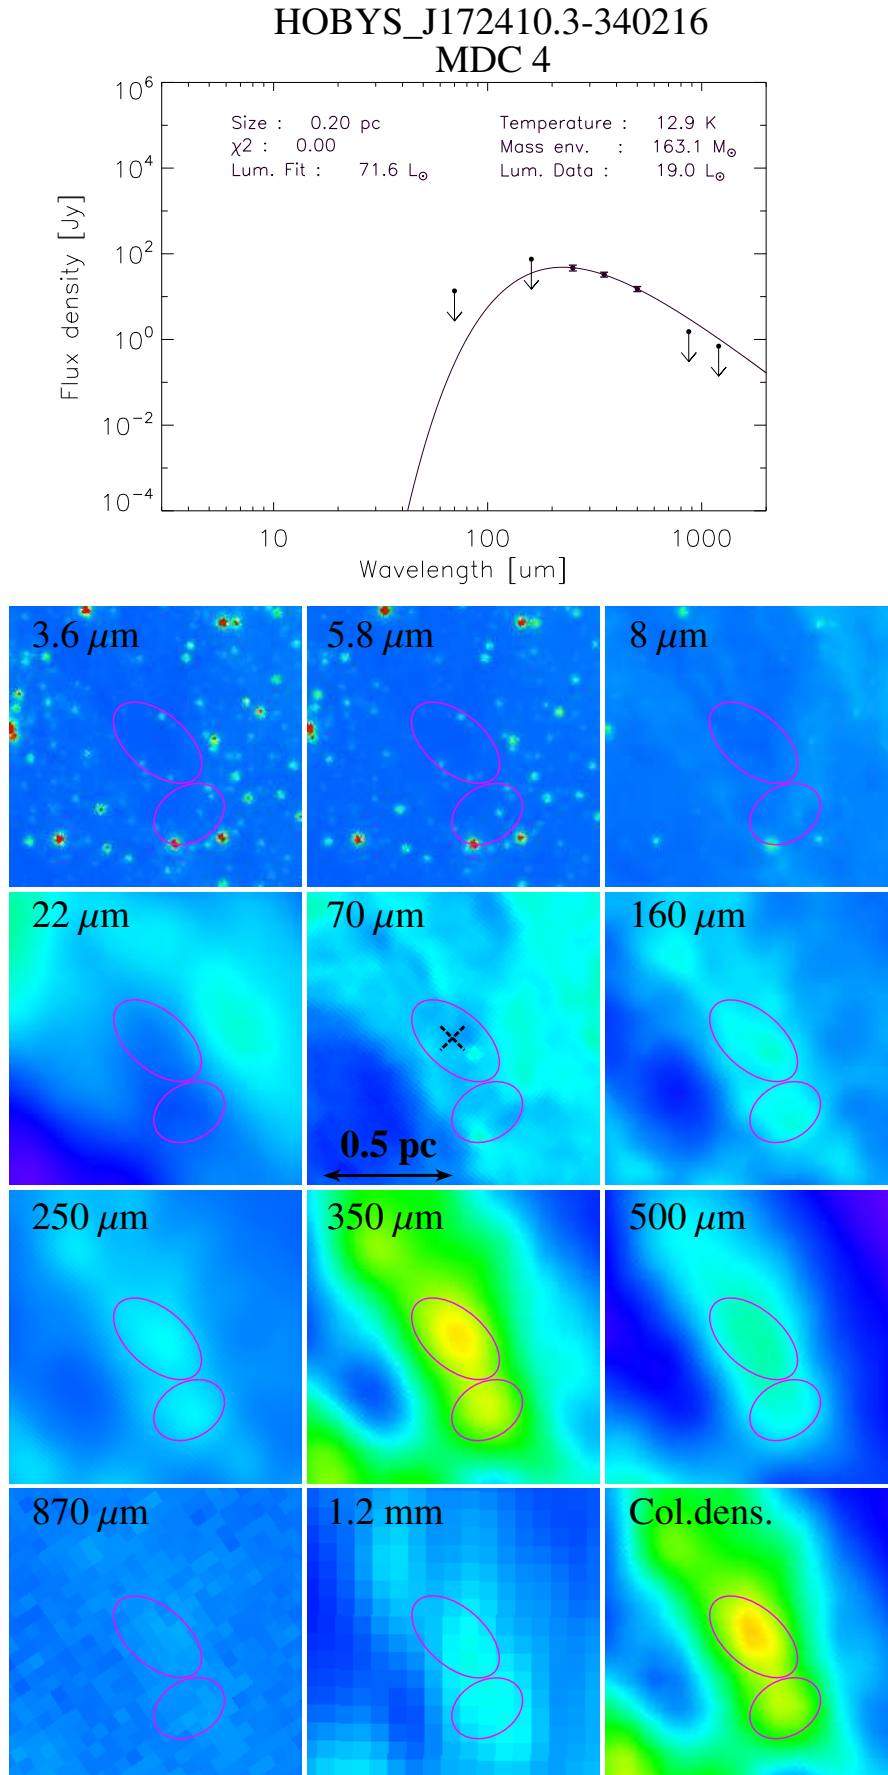 HOBYS_J172410.3-340216
MDC 4
10^6
10^4
10^2
10^0
10^-2
10^-4
Flux density [Jy]
Size : 0.20 pc Temperature : 12.9 K
χ2 : 0.00 Mass env. : 163.1 M⊙
Lum. Fit : 71.6 L⊙ Lum. Data : 19.0 L⊙
10 100 1000
Wavelength [um]
3.6 μm 5.8 μm 8 μm
22 μm 70 μm 160 μm
0.5 pc
250 μm 350 μm 500 μm
870 μm 1.2 mm Col.dens.